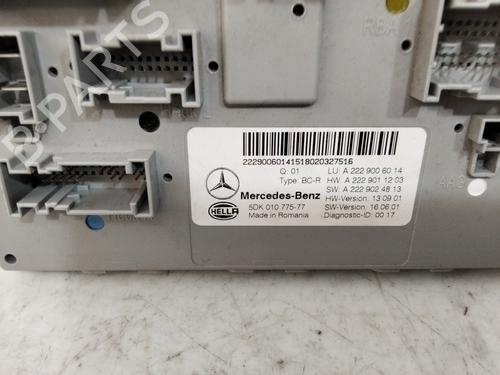 B-PARTS
RBA
22290060141518020327516
Q: 01 LU: A 222 900 60 14
Type: BC-R HW: A 222 901 12 03
SW: A 222 902 48 13
Mercedes-Benz HW-Version: 13 09 01
HELLA 5DK 010 775-77 SW-Version: 16 06 01
Made in Romania Diagnostic-ID: 00 17